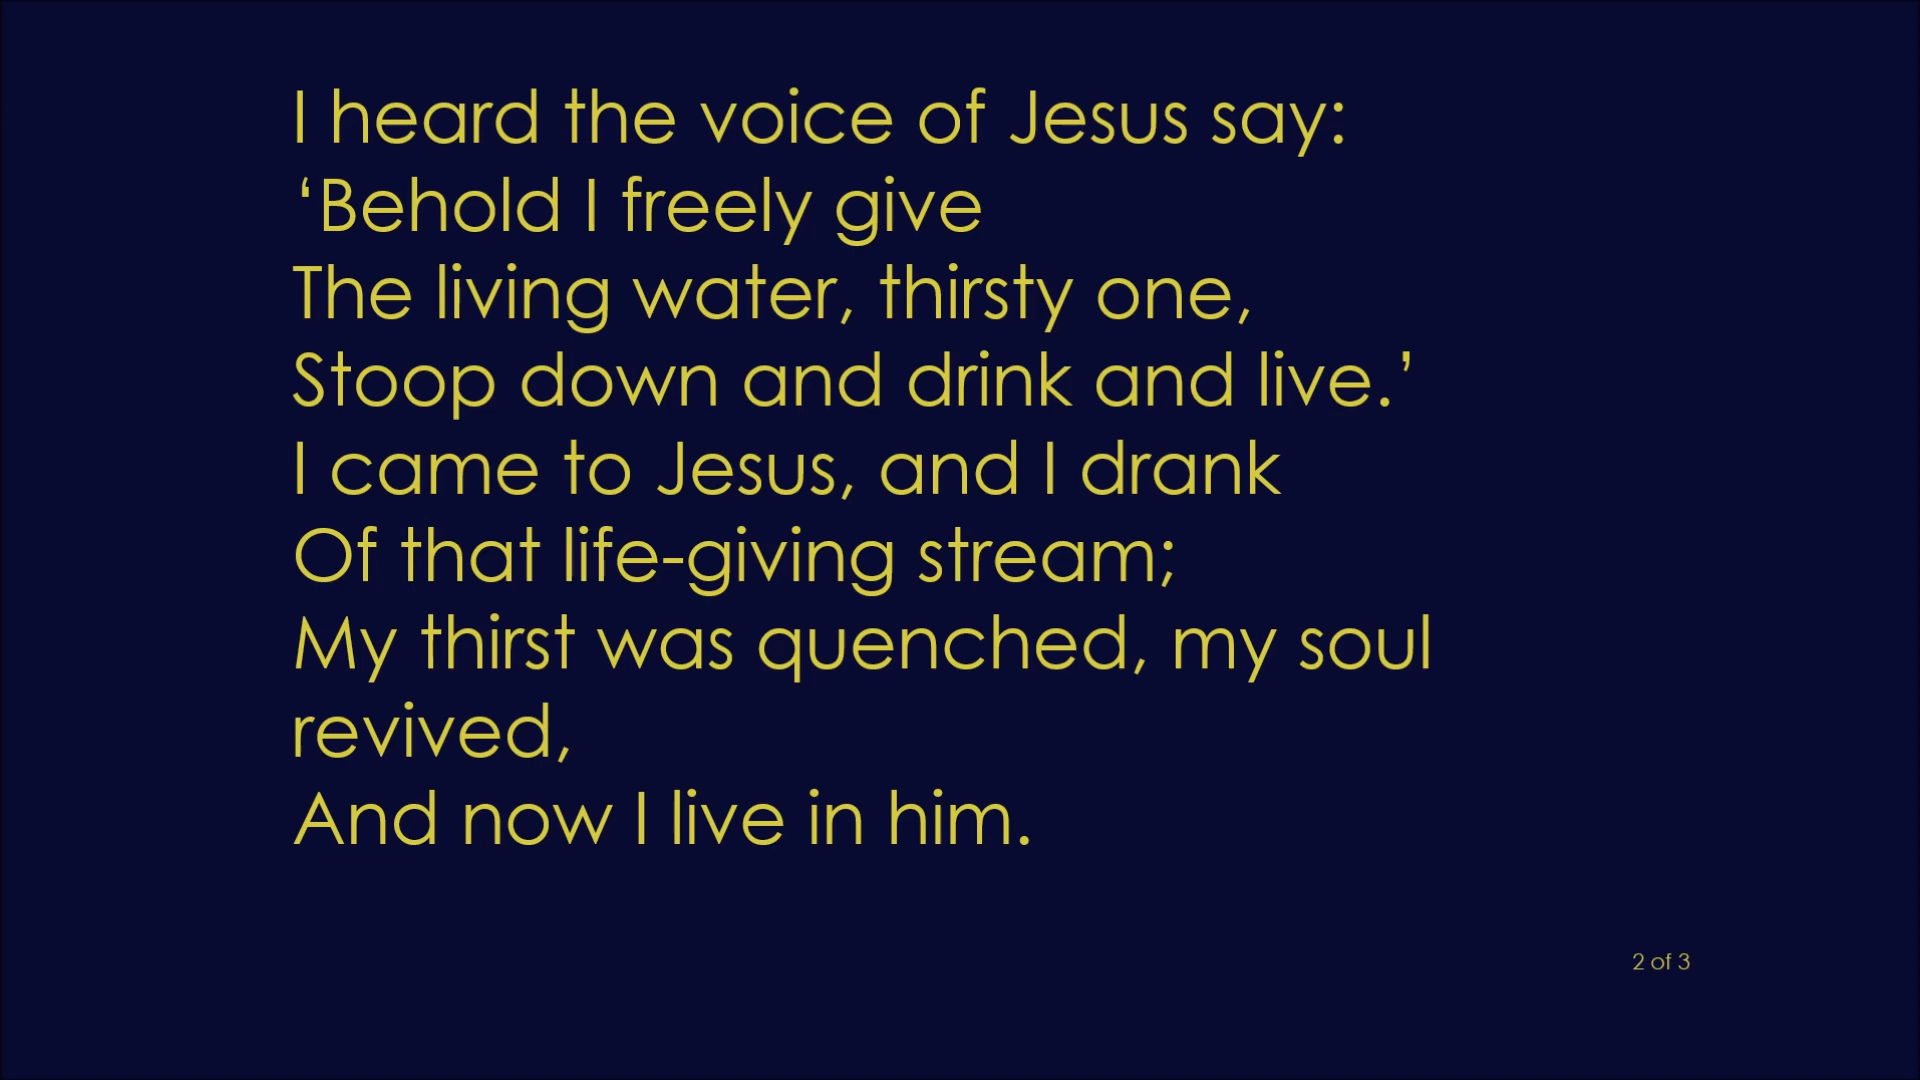 I heard the voice of Jesus say:
‘Behold I freely give
The living water, thirsty one,
Stoop down and drink and live.’
I came to Jesus, and I drank
Of that life-giving stream;
My thirst was quenched, my soul
revived,
And now I live in him.
2 of 3